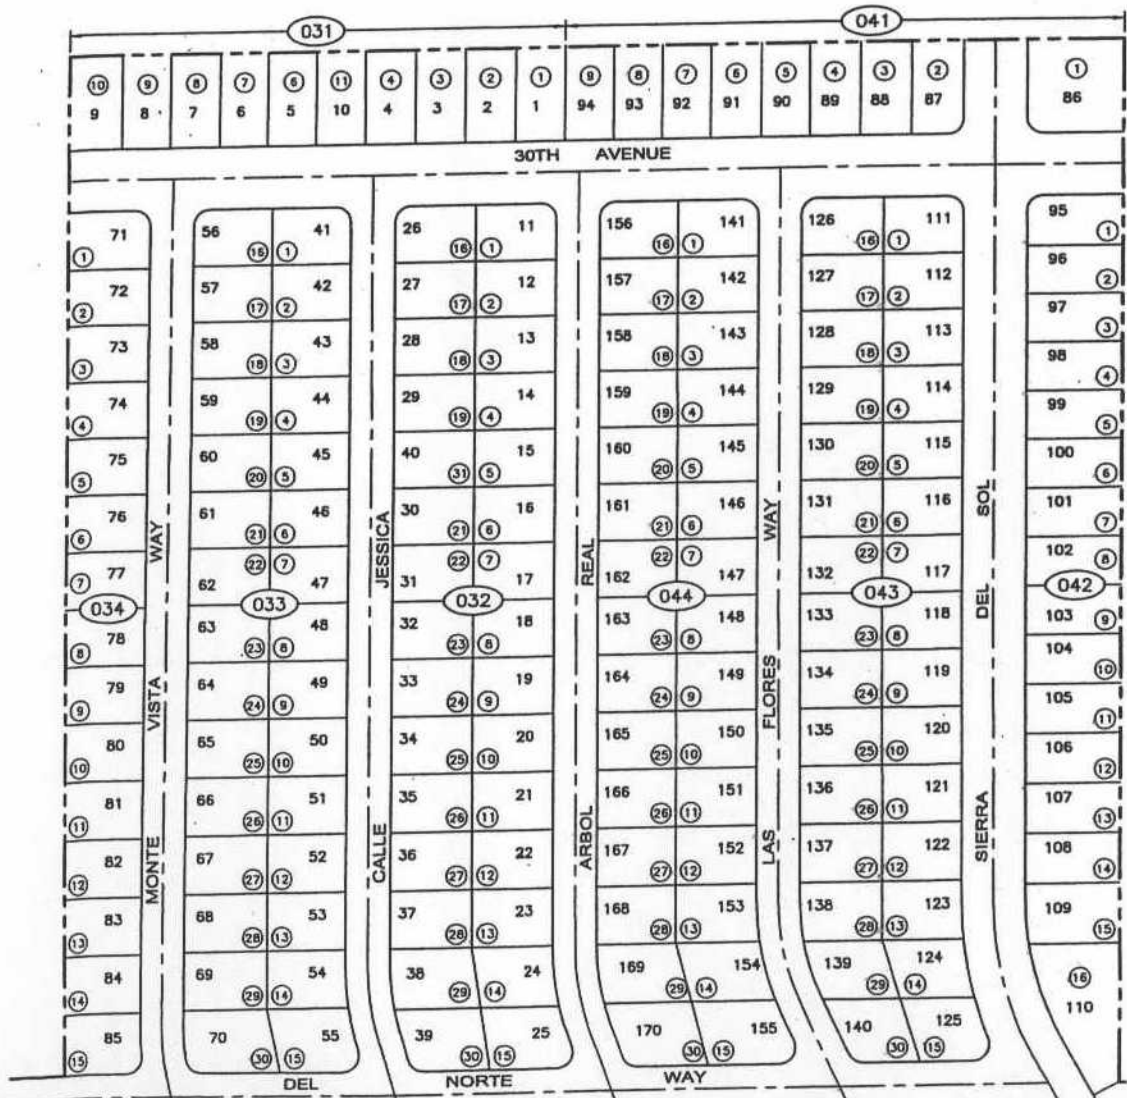 031 041
10 9 8 7 6 11 4 3 2 1 9 8 7 6 5 4 3 2 1
9 8 7 6 5 10 4 3 2 1 94 93 92 91 90 89 88 87 86
30TH AVENUE
71 56 41 26 11 156 141 126 111 95
1 16 1 16 1 16 1 16 1 1
72 57 42 27 12 157 142 127 112 96
2 17 2 17 2 17 2 17 2 2
73 58 43 28 13 158 143 128 113 97
3 18 3 18 3 18 3 18 3 3
74 59 44 29 14 159 144 129 114 98
4 19 4 19 4 19 4 19 4 4
75 60 45 40 15 160 145 130 115 99
5 20 5 31 5 20 5 20 5 5
76 61 46 30 16 161 146 131 116 100
6 21 6 21 6 21 6 21 6 6
77 62 47 31 17 162 147 132 117 101
7 22 7 22 7 22 7 22 7 7
102
8
034 033 032 044 043 042
78 63 48 32 18 163 148 133 118 103
8 23 8 23 8 23 8 23 8 9
79 64 49 33 19 164 149 134 119 104
9 24 9 24 9 24 9 24 9 10
80 65 50 34 20 165 150 135 120 105
10 25 10 25 10 25 10 25 10 11
81 66 51 35 21 166 151 136 121 106
11 26 11 26 11 26 11 26 11 12
82 67 52 36 22 167 152 137 122 107
12 27 12 27 12 27 12 27 12 13
83 68 53 37 23 168 153 138 123 108
13 28 13 28 13 28 13 28 13 14
84 69 54 38 24 169 154 139 124 109
14 29 14 29 14 29 14 29 14 15
85 70 55 39 25 170 155 140 125 110
15 30 15 30 15 30 15 30 15 16
MONTE VISTA WAY
CALLE JESSICA
ARBOL REAL
LAS FLORES WAY
SIERRA DEL SOL
DEL NORTE WAY